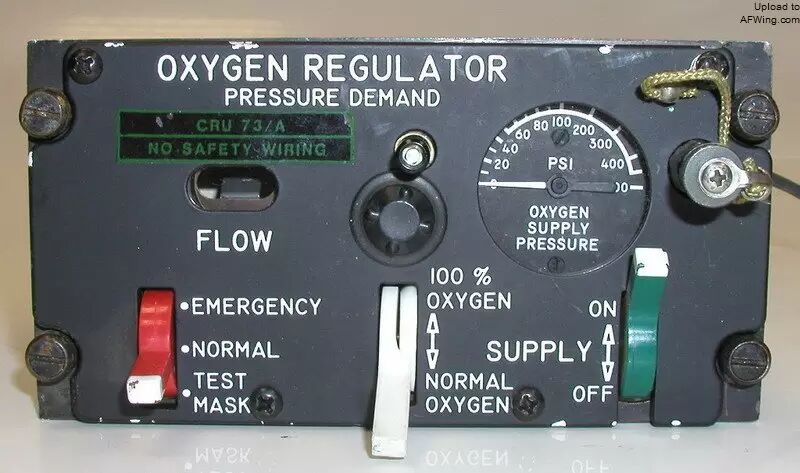 Upload to
AFWing.com
OXYGEN REGULATOR
PRESSURE DEMAND
CRU 73/A
NO SAFETY WIRING
FLOW
0 20 40 60 80 100 200 300 400
PSI
OXYGEN
SUPPLY
PRESSURE
EMERGENCY
NORMAL
TEST
MASK
100 %
OXYGEN
NORMAL
OXYGEN
SUPPLY
ON
OFF